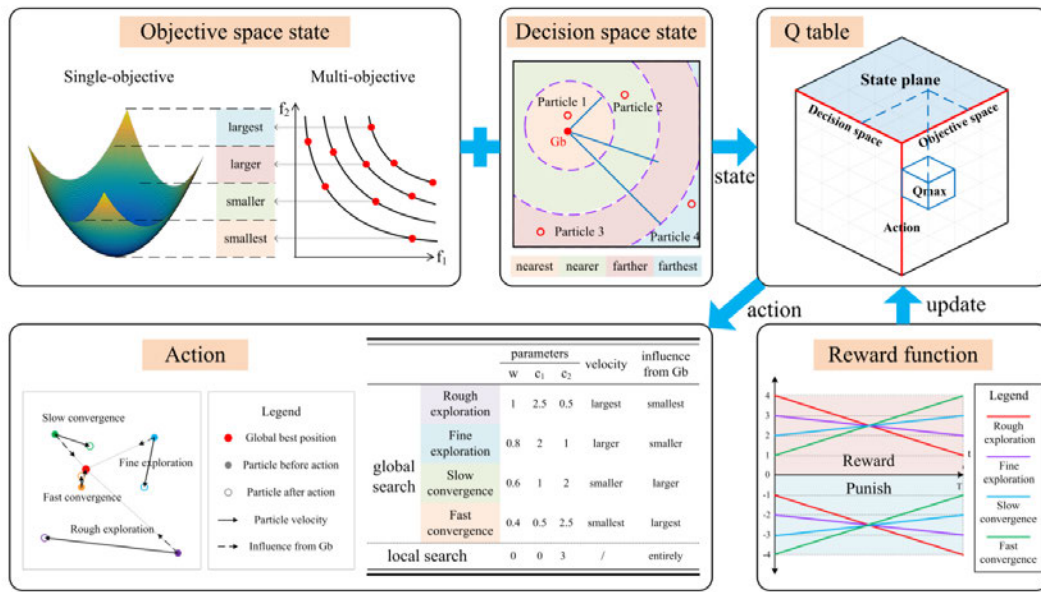 Objective space state
Single-objective
Multi-objective
f2
largest
larger
smaller
smallest
f1
Decision space state
Particle 1
Particle 2
Gb
Particle 3
Particle 4
nearest nearer farther farthest
state
Q table
State plane
Decision space
Objective space
Qmax
Action
action
update
Action
Slow convergence
Fine exploration
Fast convergence
Rough exploration
Legend
Global best position
Particle before action
Particle after action
Particle velocity
Influence from Gb
parameters velocity influence from Gb
w c1 c2
global search
Rough exploration 1 2.5 0.5 largest smallest
Fine exploration 0.8 2 1 larger smaller
Slow convergence 0.6 1 2 smaller larger
Fast convergence 0.4 0.5 2.5 smallest largest
local search 0 0 3 / entirely
Reward function
4
3
2
1
0
-1
-2
-3
-4
Reward
Punish
t
T
Legend
Rough exploration
Fine exploration
Slow convergence
Fast convergence